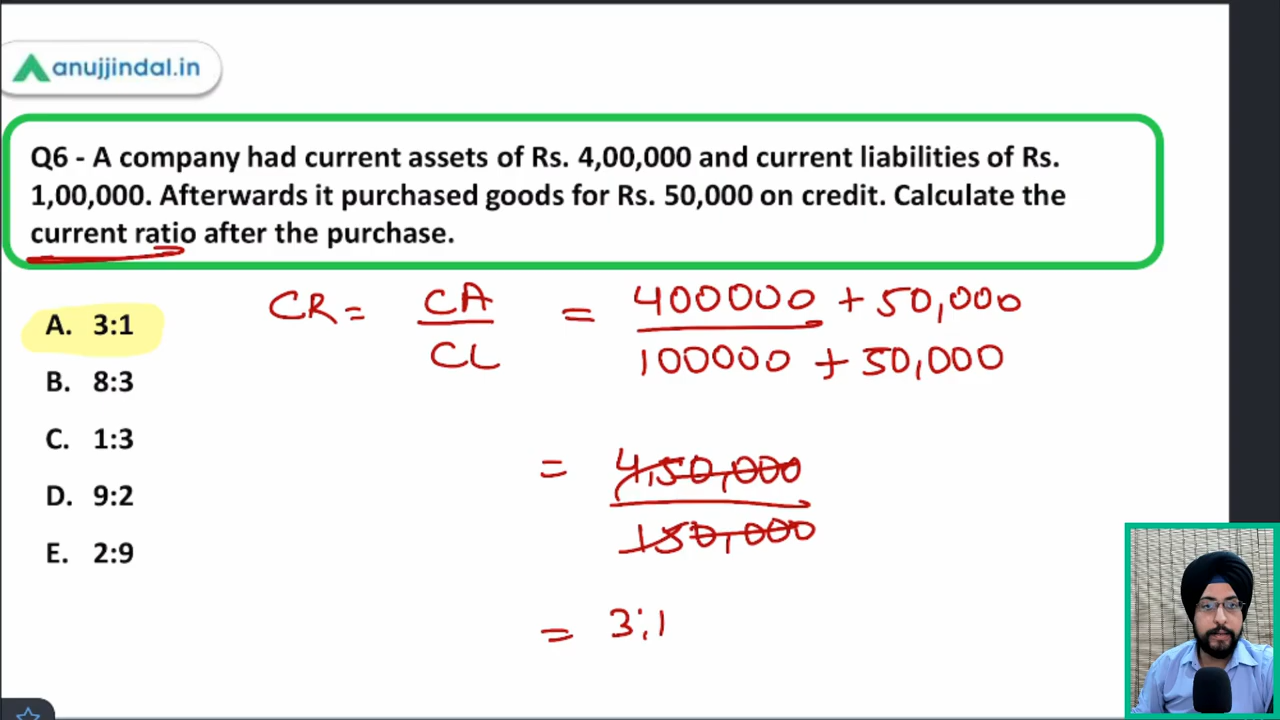 anujjindal.in
Q6 - A company had current assets of Rs. 4,00,000 and current liabilities of Rs.
1,00,000. Afterwards it purchased goods for Rs. 50,000 on credit. Calculate the
current ratio after the purchase.
A. 3:1
B. 8:3
C. 1:3
D. 9:2
E. 2:9
CR = CA = 400000 + 50,000
CL 100000 + 50,000
= 4,50,000
150,000
= 3:1